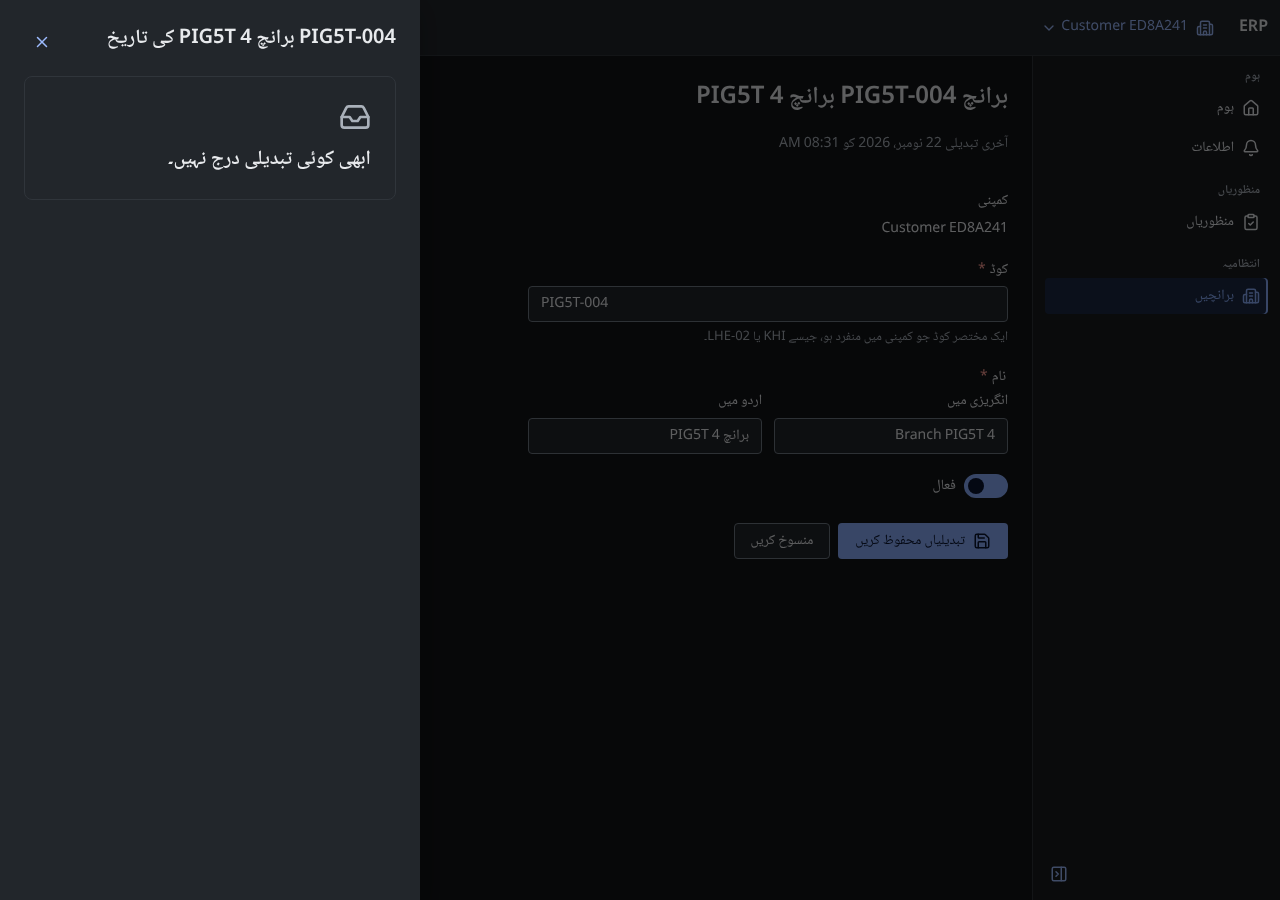 ERP
Customer ED8A241
ہوم
ہوم
اطلاعات
منظوریاں
منظوریاں
انتظامیہ
برانچیں
برانچ PIG5T-004 برانچ PIG5T 4
آخری تبدیلی 22 نومبر، 2026 کو 08:31 AM
کمپنی
Customer ED8A241
کوڈ *
PIG5T-004
ایک مختصر کوڈ جو کمپنی میں منفرد ہو، جیسے KHI یا LHE-02۔
نام *
انگریزی میں
اردو میں
Branch PIG5T 4
برانچ PIG5T 4
فعال
تبدیلیاں محفوظ کریں
منسوخ کریں
PIG5T-004 برانچ PIG5T 4 کی تاریخ
ابھی کوئی تبدیلی درج نہیں۔